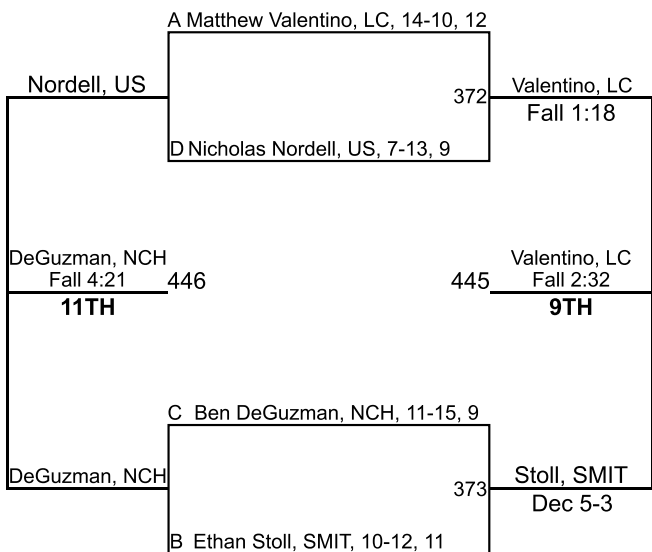 A Matthew Valentino, LC, 14-10, 12
Nordell, US
372
Valentino, LC
Fall 1:18
D Nicholas Nordell, US, 7-13, 9
DeGuzman, NCH
Fall 4:21
446
11TH
445
Valentino, LC
Fall 2:32
9TH
C Ben DeGuzman, NCH, 11-15, 9
DeGuzman, NCH
373
Stoll, SMIT
Dec 5-3
B Ethan Stoll, SMIT, 10-12, 11